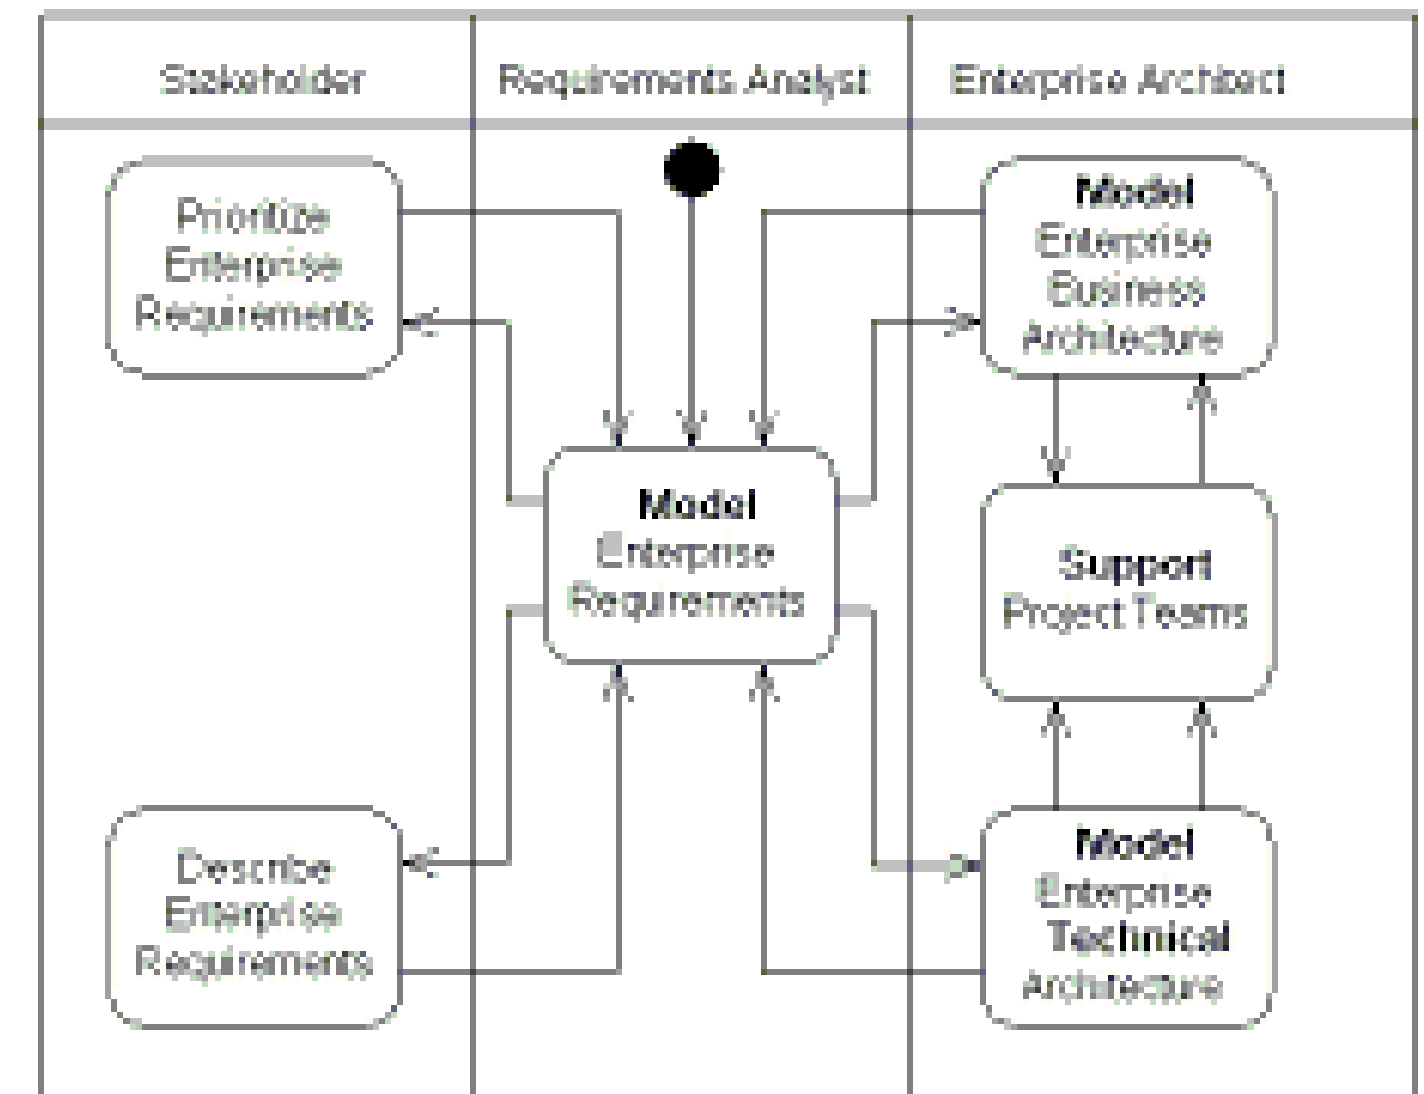 Stakeholder
Requirements Analyst
Enterprise Architect
Prioritize
Enterprise
Requirements
Model
Enterprise
Business
Architecture
Model
Enterprise
Requirements
Support
Project Teams
Describe
Enterprise
Requirements
Model
Enterprise
Technical
Architecture